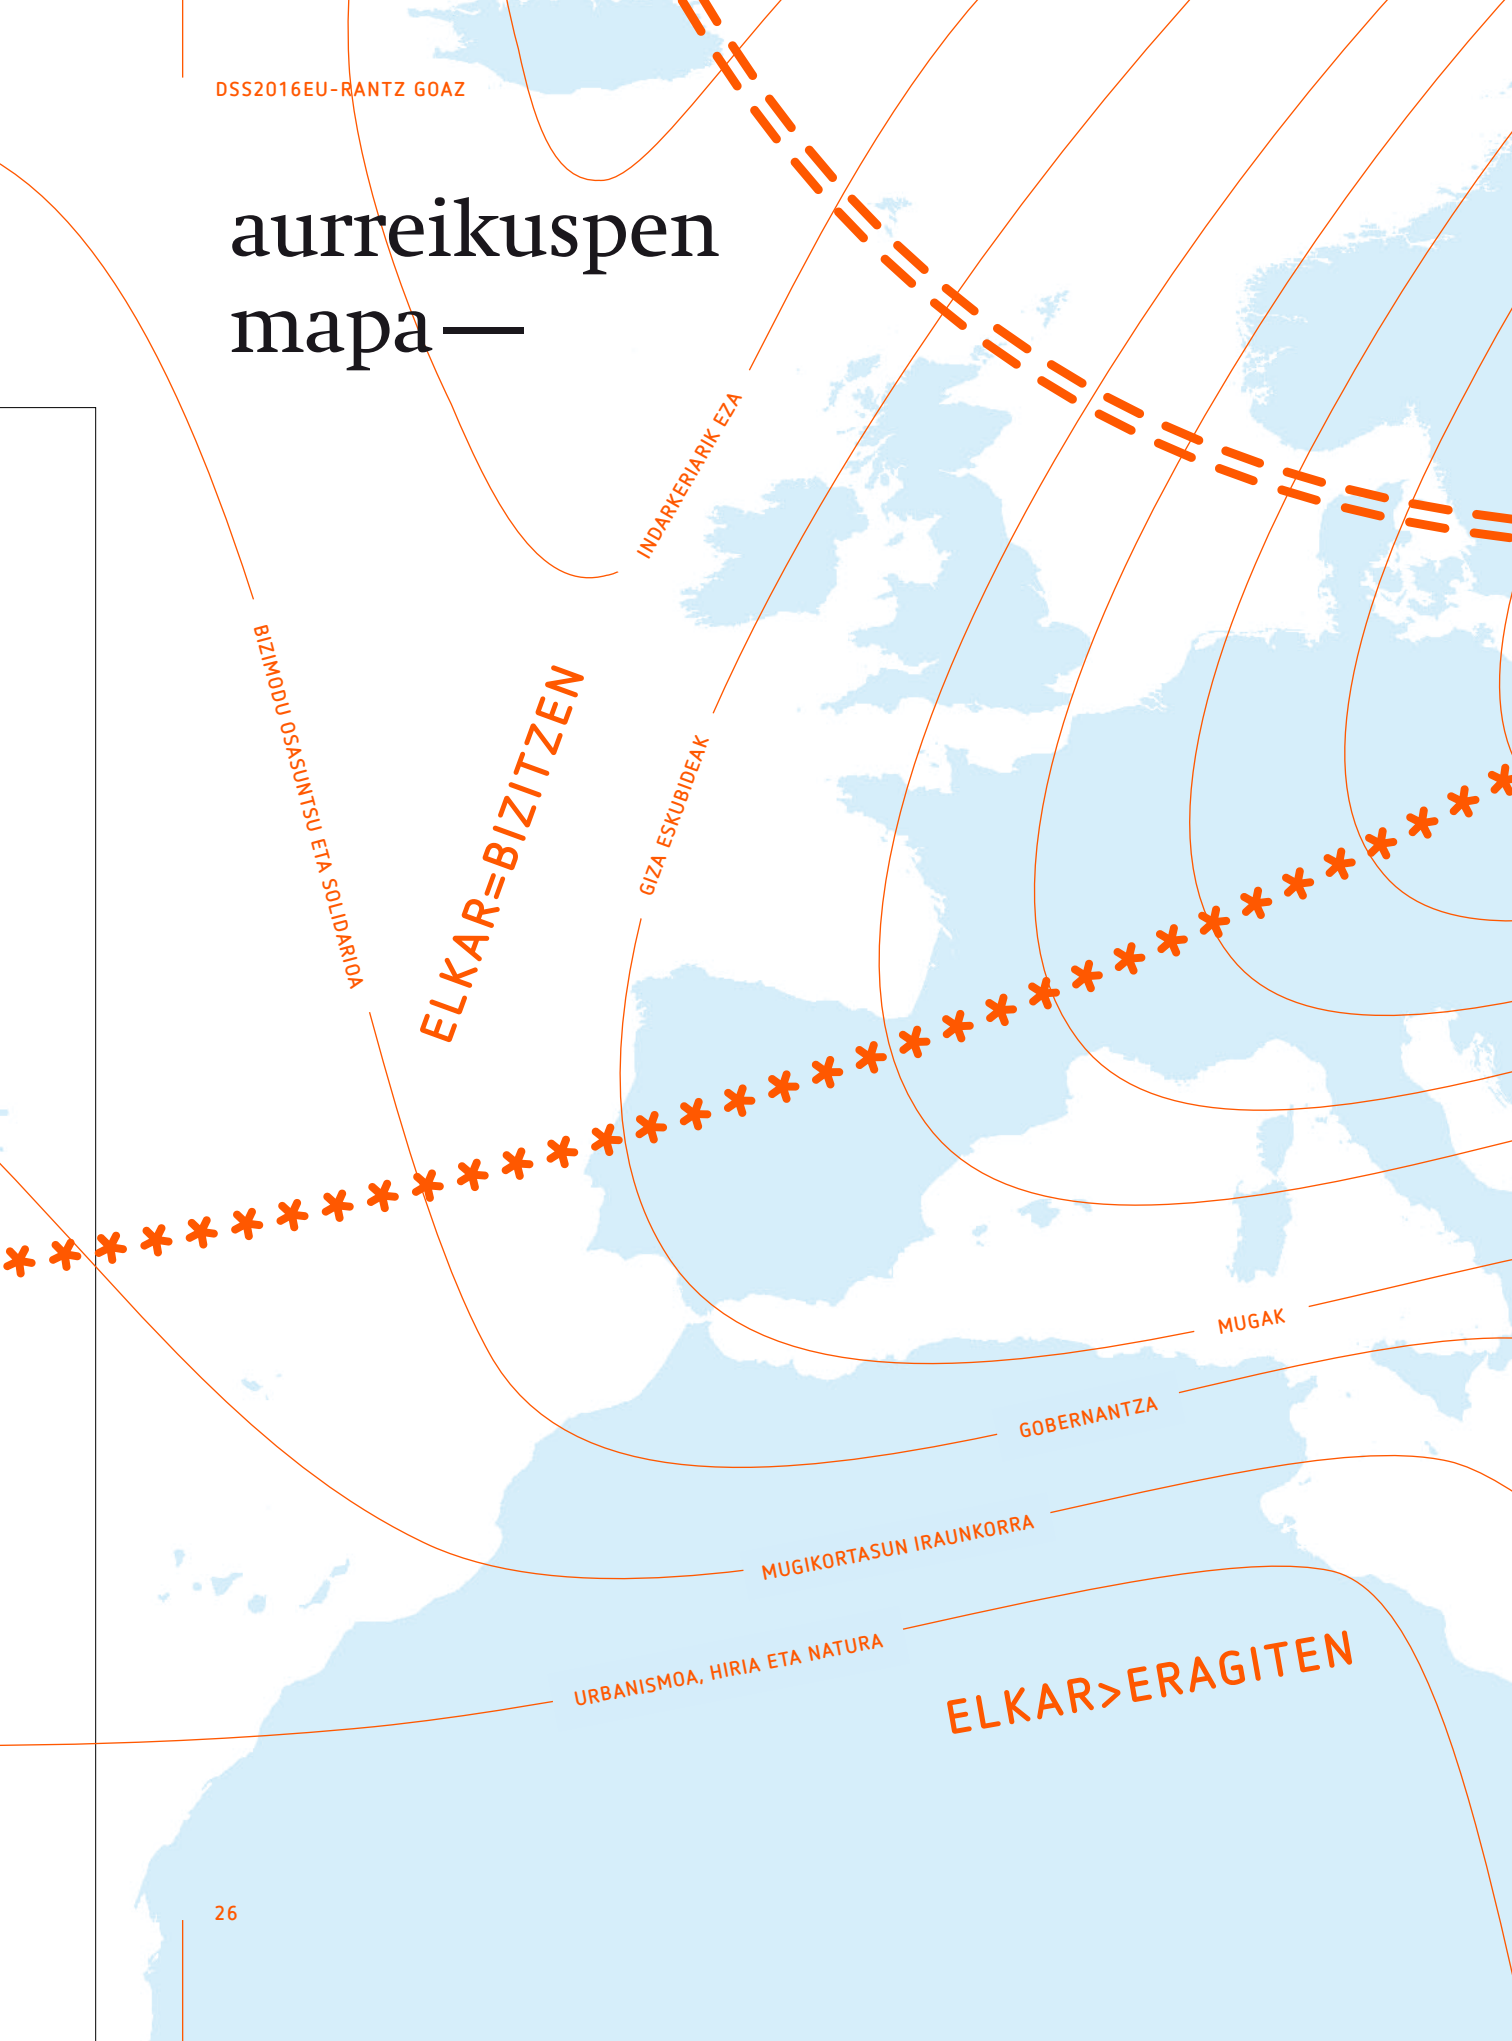 DSS2016EU-RANTZ GOAZ
aurreikuspen
mapa—
INDARKERIARIK EZA
BIZIMODU OSASUNTSU ETA SOLIDARIOA
ELKAR=BIZITZEN
GIZA ESKUBIDEAK
MUGAK
GOBERNANTZA
MUGIKORTASUN IRAUNKORRA
URBANISMOA, HIRIA ETA NATURA
ELKAR>ERAGITEN
26